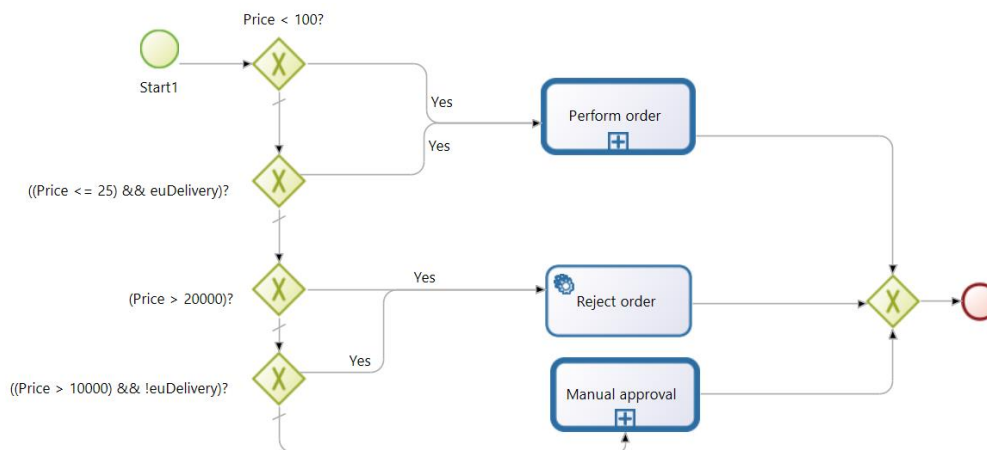 Price < 100?
Start1
Yes
Perform order
Yes
((Price <= 25) && euDelivery)?
Yes
(Price > 20000)?
Reject order
Yes
((Price > 10000) && !euDelivery)?
Manual approval